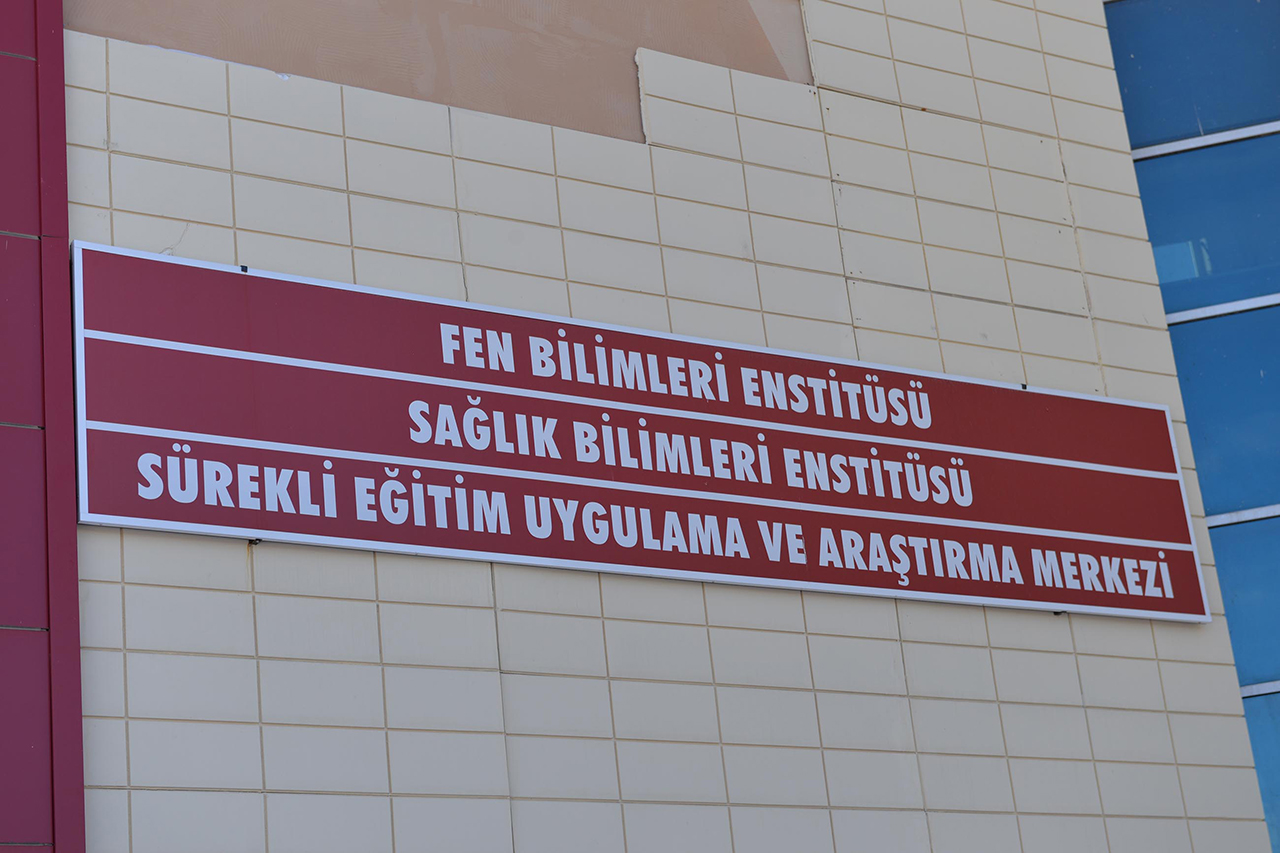 FEN BİLİMLERİ ENSTİTÜSÜ
SAĞLIK BİLİMLERİ ENSTİTÜSÜ
SÜREKLİ EĞİTİM UYGULAMA VE ARAŞTIRMA MERKEZİ